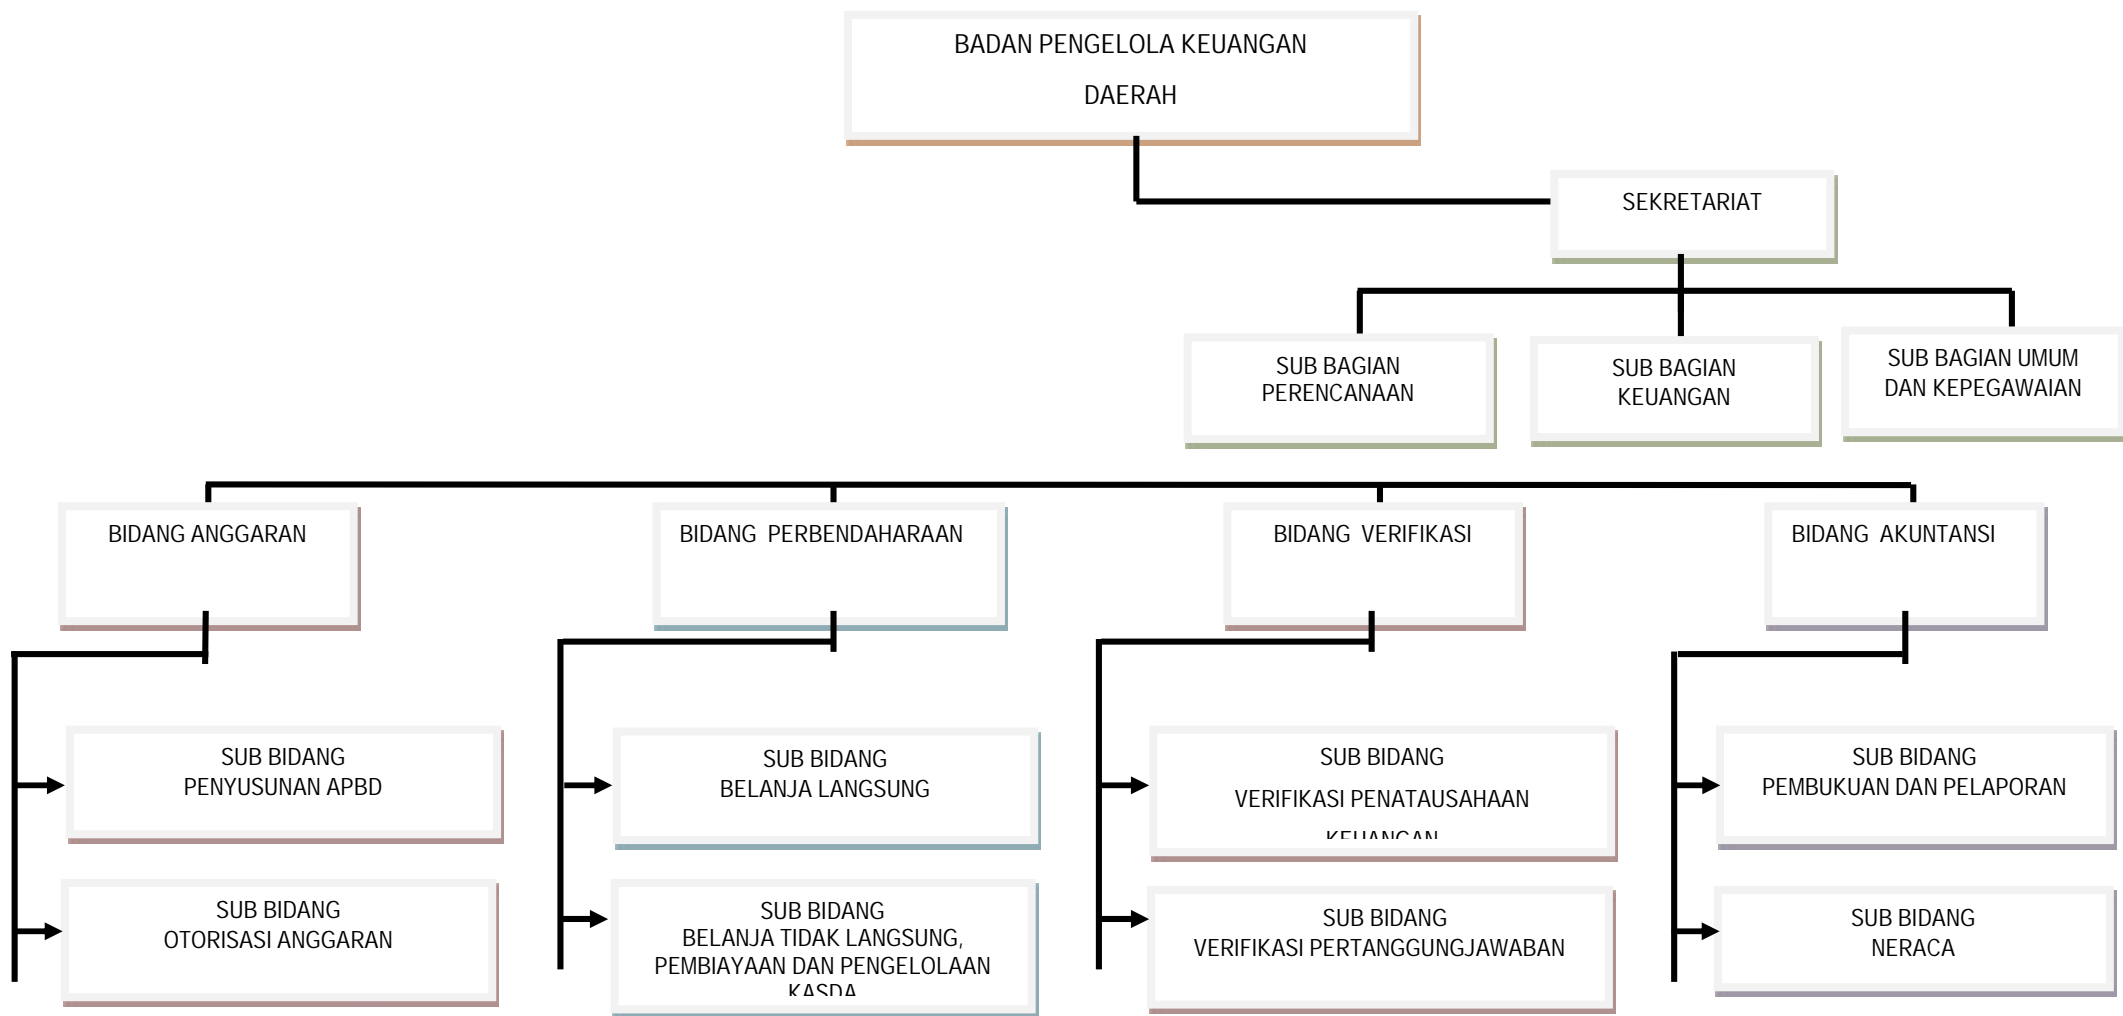 BADAN PENGELOLA KEUANGAN
DAERAH
SEKRETARIAT
SUB BAGIAN
PERENCANAAN
SUB BAGIAN
KEUANGAN
SUB BAGIAN UMUM
DAN KEPEGAWAIAN
BIDANG ANGGARAN
BIDANG PERBENDAHARAAN
BIDANG VERIFIKASI
BIDANG AKUNTANSI
SUB BIDANG
PENYUSUNAN APBD
SUB BIDANG
BELANJA LANGSUNG
SUB BIDANG
VERIFIKASI PENATAUSAHAAN
KEUANGAN
SUB BIDANG
PEMBUKUAN DAN PELAPORAN
SUB BIDANG
OTORISASI ANGGARAN
SUB BIDANG
BELANJA TIDAK LANGSUNG,
PEMBIAYAAN DAN PENGELOLAAN
KASDA
SUB BIDANG
VERIFIKASI PERTANGGUNGJAWABAN
SUB BIDANG
NERACA